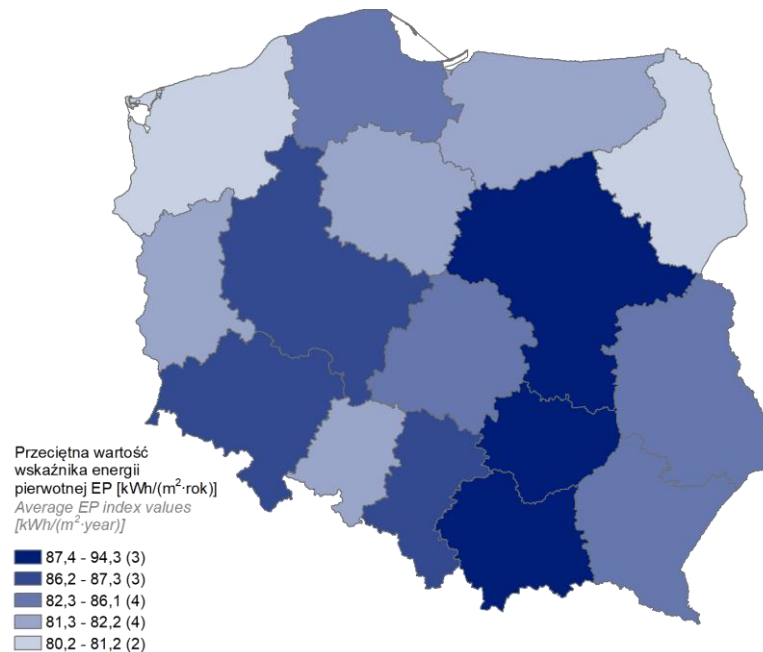 Przeciętna wartość
wskaźnika energii
pierwotnej EP [kWh/(m²·rok)]
Average EP index values
[kWh/(m²·year)]
87,4 - 94,3 (3)
86,2 - 87,3 (3)
82,3 - 86,1 (4)
81,3 - 82,2 (4)
80,2 - 81,2 (2)